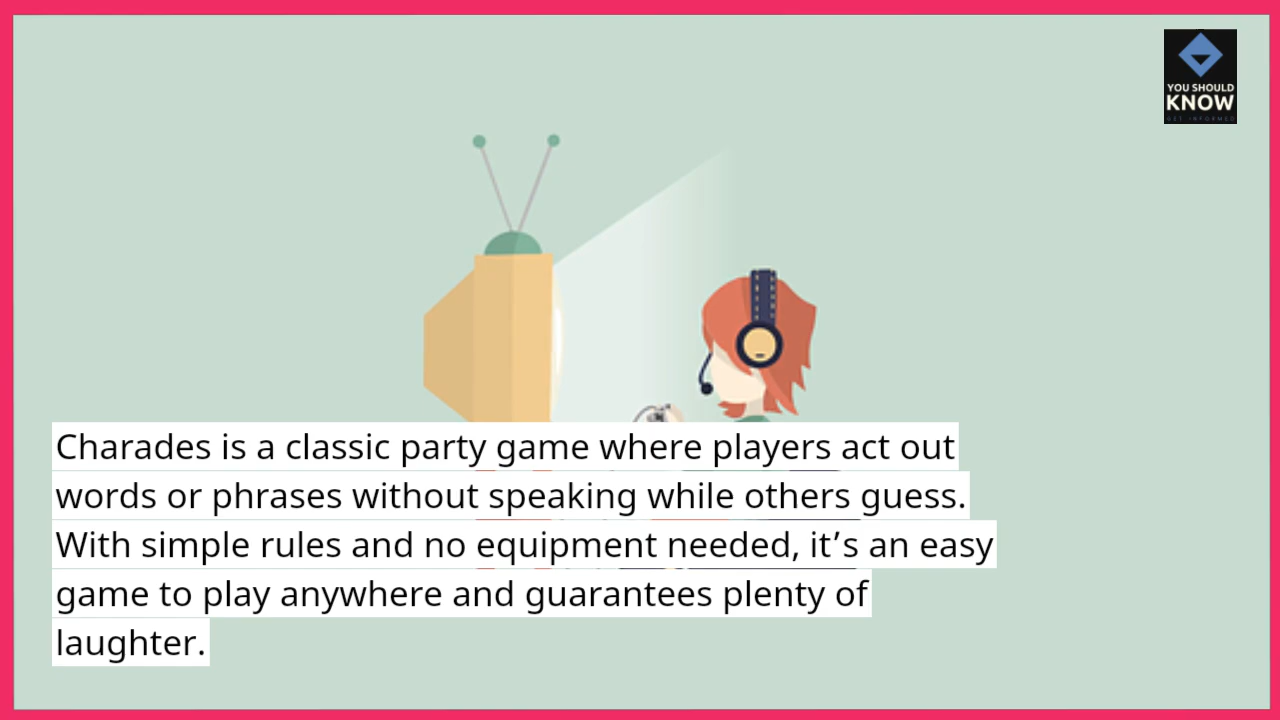 YOU SHOULD
KNOW
GET INFORMED
Charades is a classic party game where players act out
words or phrases without speaking while others guess.
With simple rules and no equipment needed, it’s an easy
game to play anywhere and guarantees plenty of
laughter.